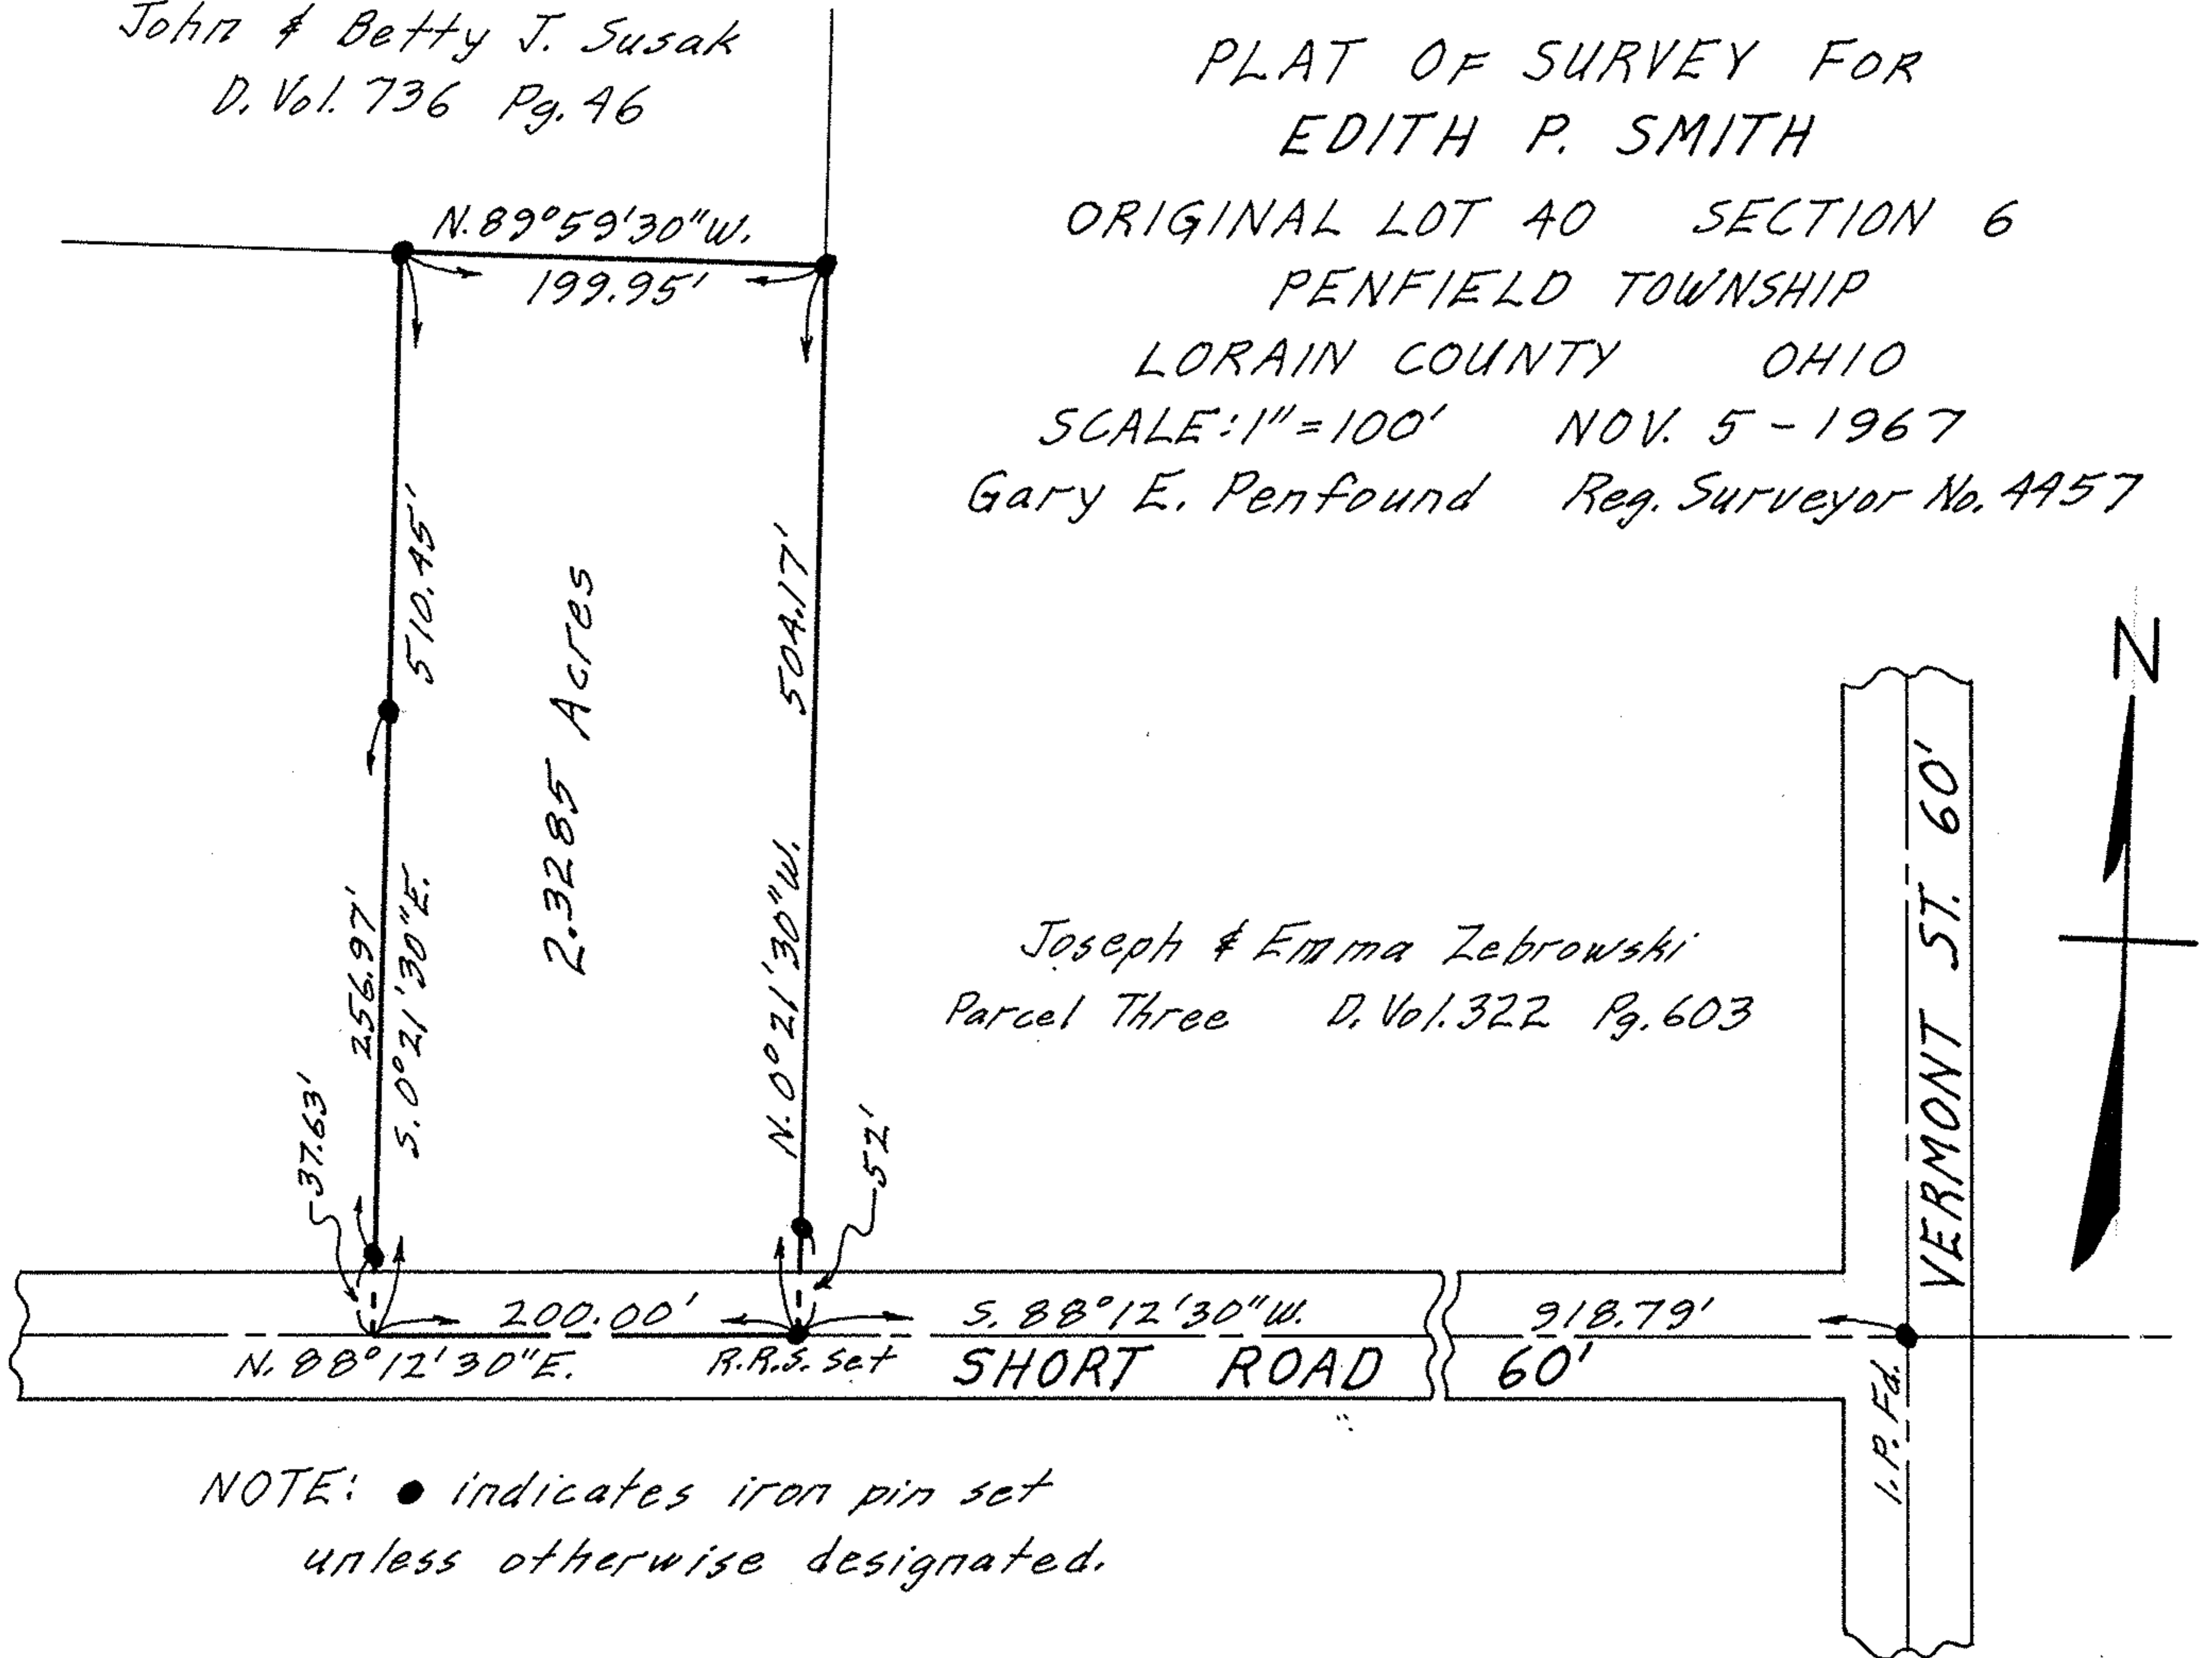 John & Betty J. Susak
D. Vol. 736 Pg. 46
PLAT OF SURVEY FOR
EDITH P. SMITH
ORIGINAL LOT 40 SECTION 6
PENFIELD TOWNSHIP
LORAIN COUNTY OHIO
SCALE: 1" = 100' NOV. 5 - 1967
Gary E. Penfound Reg. Surveyor No. 4457
N. 89° 59' 30" W.
199.95'
510.45'
504.17'
2.3285 Acres
256.97'
S. 0° 21' 30" E.
N. 0° 21' 30" W.
37.63'
52'
N
VERMONT ST. 60'
Joseph & Emma Zebrowski
Parcel Three D. Vol. 322 Pg. 603
200.00' S. 88° 12' 30" W. 918.79'
N. 88° 12' 30" E. R.R.S. set SHORT ROAD 60'
I.P. Fd.
NOTE: ● indicates iron pin set
unless otherwise designated.